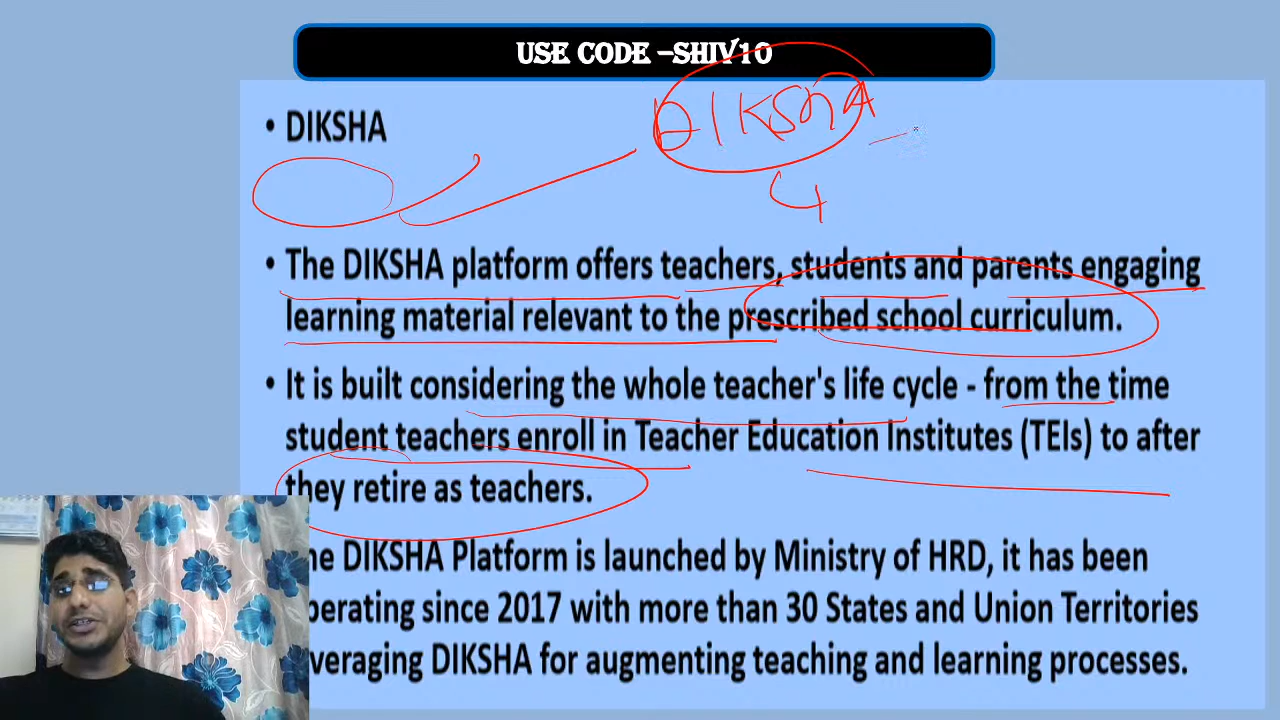 USE CODE -SHIV10
• DIKSHA
DIKShA
4
• The DIKSHA platform offers teachers, students and parents engaging
learning material relevant to the prescribed school curriculum.
• It is built considering the whole teacher's life cycle - from the time
student teachers enroll in Teacher Education Institutes (TEIs) to after
they retire as teachers.
he DIKSHA Platform is launched by Ministry of HRD, it has been
perating since 2017 with more than 30 States and Union Territories
veraging DIKSHA for augmenting teaching and learning processes.